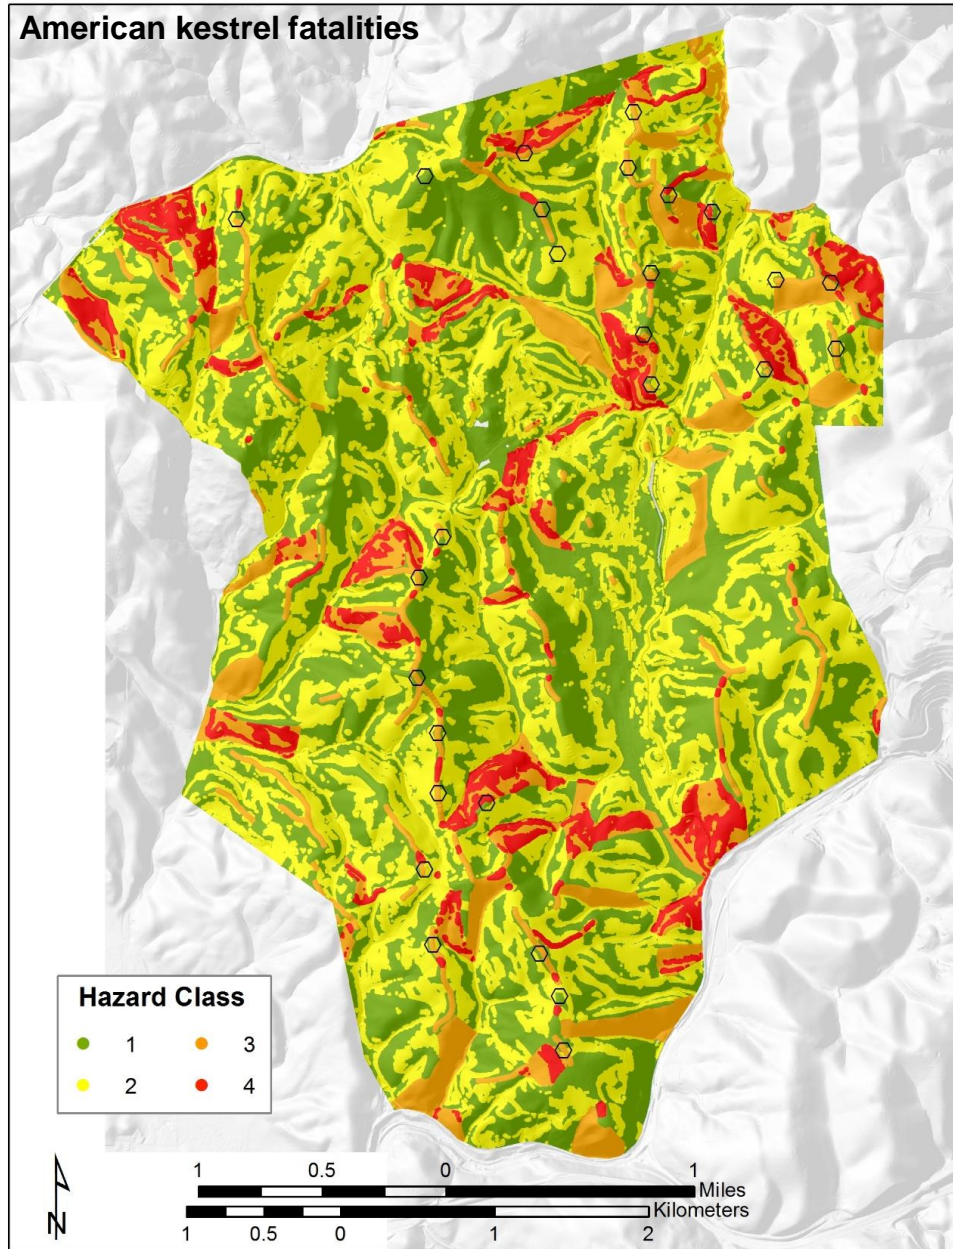 American kestrel fatalities
Hazard Class
1 3
2 4
1 0.5 0 1
Miles
Kilometers
1 0.5 0 1 2
N